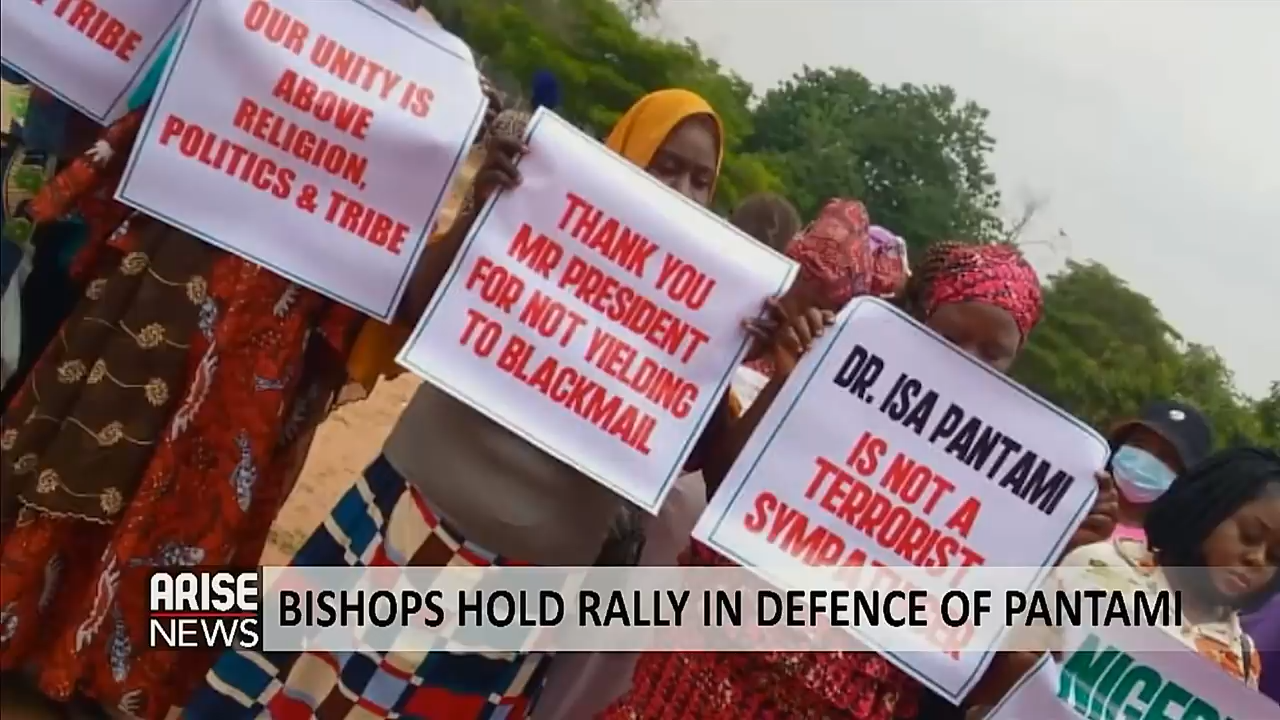 TRIBE
OUR UNITY IS
ABOVE
RELIGION,
POLITICS & TRIBE
THANK YOU
MR PRESIDENT
FOR NOT YIELDING
TO BLACKMAIL
DR. ISA PANTAMI
IS NOT A
TERRORIST
ARISE
NEWS
BISHOPS HOLD RALLY IN DEFENCE OF PANTAMI